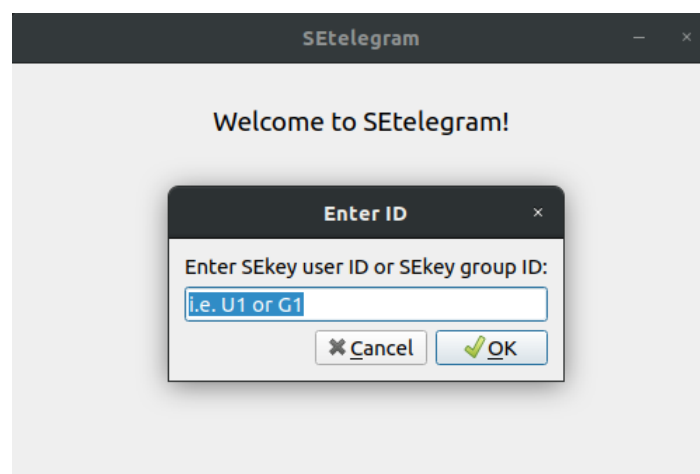 SEtelegram
Welcome to SEtelegram!
Enter ID
Enter SEkey user ID or SEkey group ID:
i.e. U1 or G1
Cancel
OK